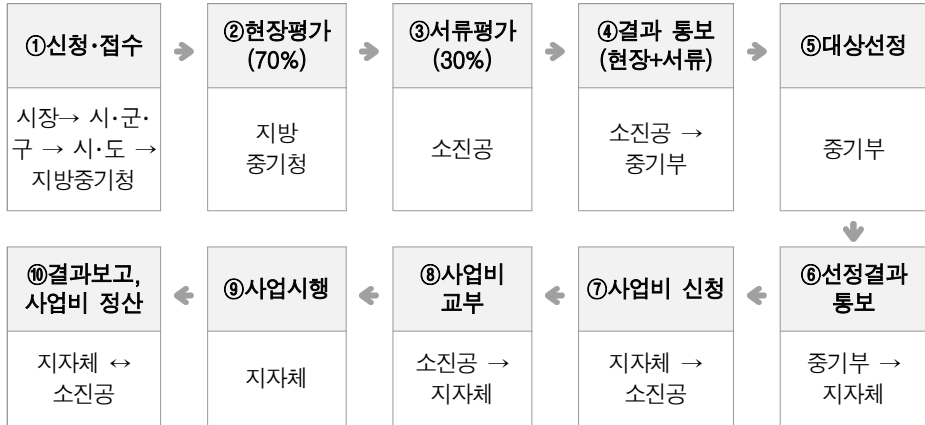 ①신청·접수
시장→ 시·군·
구 → 시·도 →
지방중기청
②현장평가
(70%)
지방
중기청
③서류평가
(30%)
소진공
④결과 통보
(현장+서류)
소진공 →
중기부
⑤대상선정
중기부
⑥선정결과
통보
중기부 →
지자체
⑦사업비 신청
지자체 →
소진공
⑧사업비
교부
소진공 →
지자체
⑨사업시행
지자체
⑩결과보고,
사업비 정산
지자체 ↔
소진공